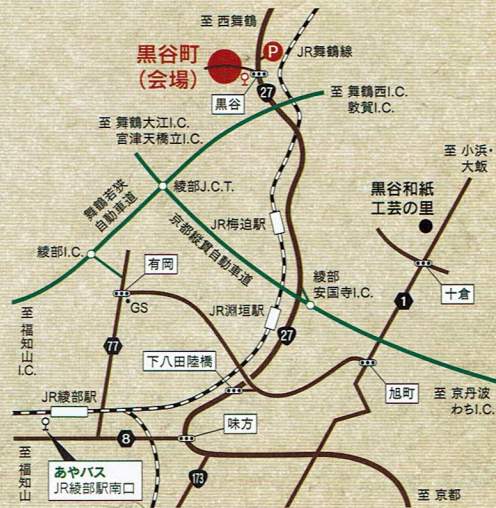 至 西舞鶴
黒谷町
(会場)
P
JR舞鶴線
黒谷
27
至 舞鶴西I.C.
敦賀I.C.
至 舞鶴大江I.C.
宮津天橋立I.C.
至 小浜・
大飯
舞鶴若狭
自動車道
綾部J.C.T.
黒谷和紙
工芸の里
京都縦貫自動車道
JR梅迫駅
綾部I.C.
有岡
綾部
安国寺I.C.
十倉
GS
1
至 福知山I.C.
77
JR淵垣駅
27
下八田陸橋
旭町
至 京丹波
わちI.C.
JR綾部駅
8
味方
至 福知山
あやバス
JR綾部駅南口
173
至 京都